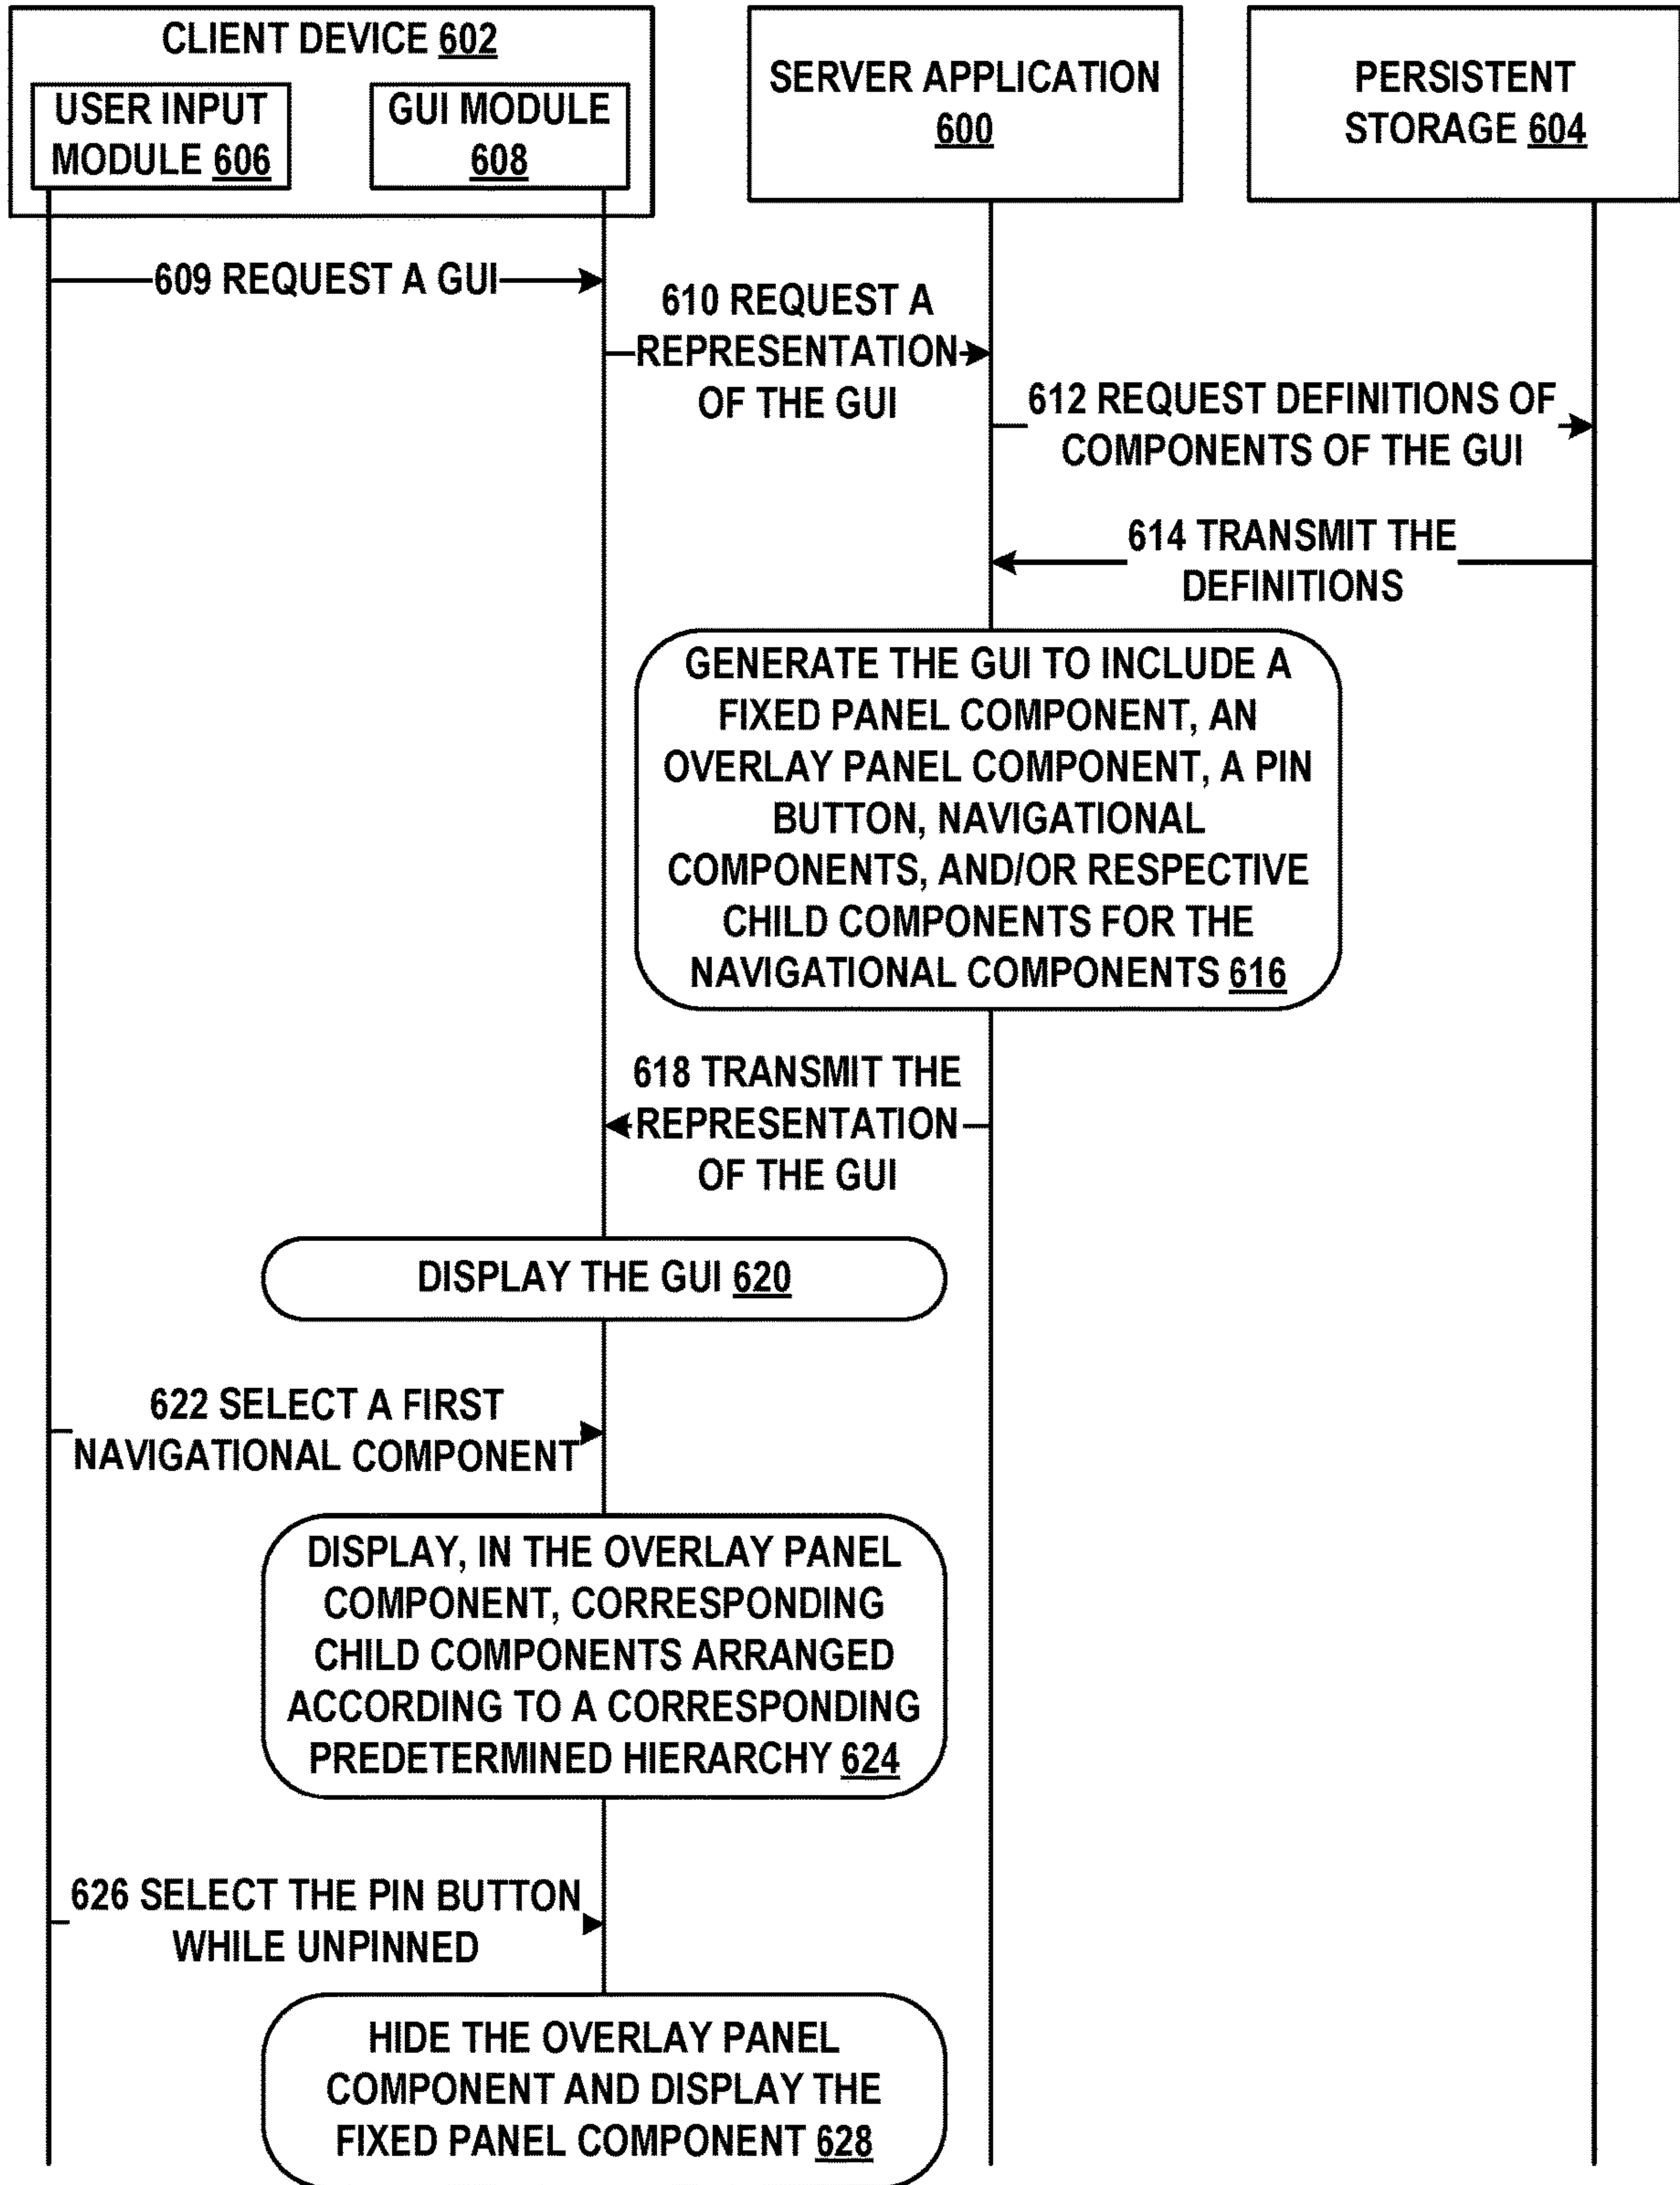 CLIENT DEVICE 602
USER INPUT
MODULE 606
GUI MODULE
608
SERVER APPLICATION
600
PERSISTENT
STORAGE 604
609 REQUEST A GUI
610 REQUEST A
REPRESENTATION
OF THE GUI
612 REQUEST DEFINITIONS OF
COMPONENTS OF THE GUI
614 TRANSMIT THE
DEFINITIONS
GENERATE THE GUI TO INCLUDE A
FIXED PANEL COMPONENT, AN
OVERLAY PANEL COMPONENT, A PIN
BUTTON, NAVIGATIONAL
COMPONENTS, AND/OR RESPECTIVE
CHILD COMPONENTS FOR THE
NAVIGATIONAL COMPONENTS 616
618 TRANSMIT THE
REPRESENTATION
OF THE GUI
DISPLAY THE GUI 620
622 SELECT A FIRST
NAVIGATIONAL COMPONENT
DISPLAY, IN THE OVERLAY PANEL
COMPONENT, CORRESPONDING
CHILD COMPONENTS ARRANGED
ACCORDING TO A CORRESPONDING
PREDETERMINED HIERARCHY 624
626 SELECT THE PIN BUTTON
WHILE UNPINNED
HIDE THE OVERLAY PANEL
COMPONENT AND DISPLAY THE
FIXED PANEL COMPONENT 628